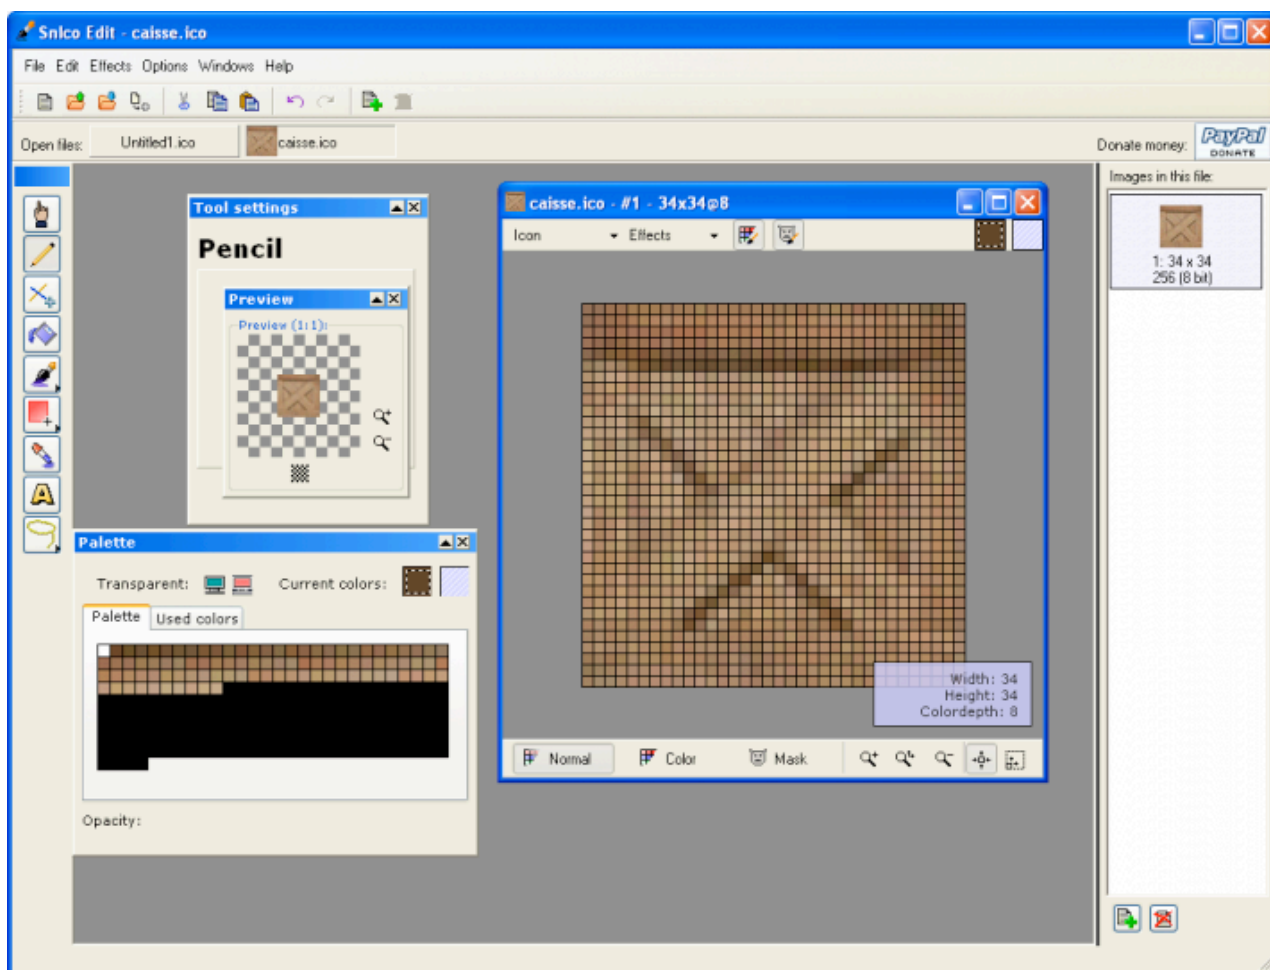 SnIco Edit - caisse.ico
File Edit Effects Options Windows Help
Open files: Untitled1.ico caisse.ico Donate money: PayPal
DONATE
Images in this file:
1: 34 x 34
256 (8 bit)
Tool settings
Pencil
Preview
Preview (1:1):
caisse.ico - #1 - 34x34@8
Icon Effects
Width: 34
Height: 34
Colordepth: 8
Normal Color Mask
Palette
Transparent: Current colors:
Palette Used colors
Opacity: